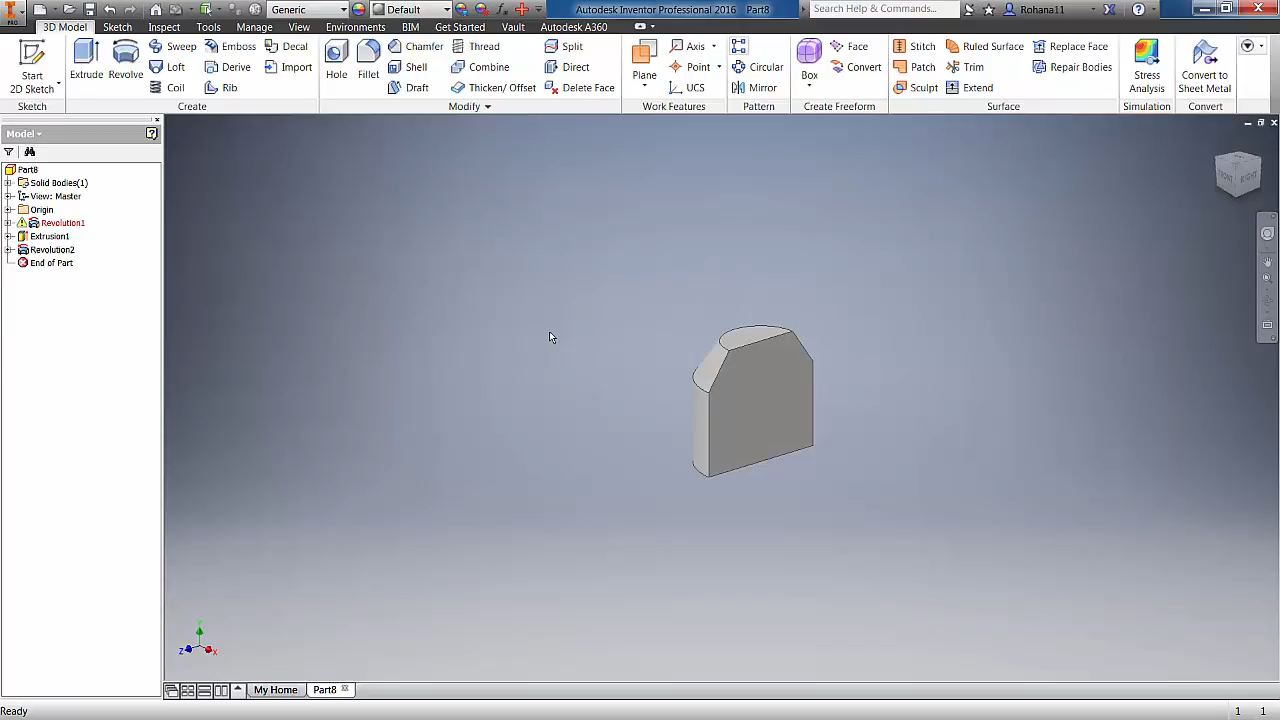 Generic
Default
Autodesk Inventor Professional 2016 Part8
Search Help & Commands...
Rohana11
PRO
3D Model Sketch Inspect Tools Manage View Environments BIM Get Started Vault Autodesk A360
Start
2D Sketch
Sketch
Extrude
Revolve
Sweep
Loft
Coil
Emboss
Derive
Rib
Decal
Import
Create
Hole
Fillet
Chamfer
Shell
Draft
Thread
Combine
Thicken/ Offset
Split
Direct
Delete Face
Modify
Plane
Axis
Point
UCS
Work Features
Circular
Mirror
Pattern
Box
Face
Convert
Create Freeform
Stitch
Patch
Sculpt
Ruled Surface
Trim
Extend
Replace Face
Repair Bodies
Surface
Stress
Analysis
Simulation
Convert to
Sheet Metal
Convert
Model
Part8
Solid Bodies(1)
View: Master
Origin
Revolution1
Extrusion1
Revolution2
End of Part
FRONT RIGHT
Y
Z X
My Home Part8
Ready
1 1